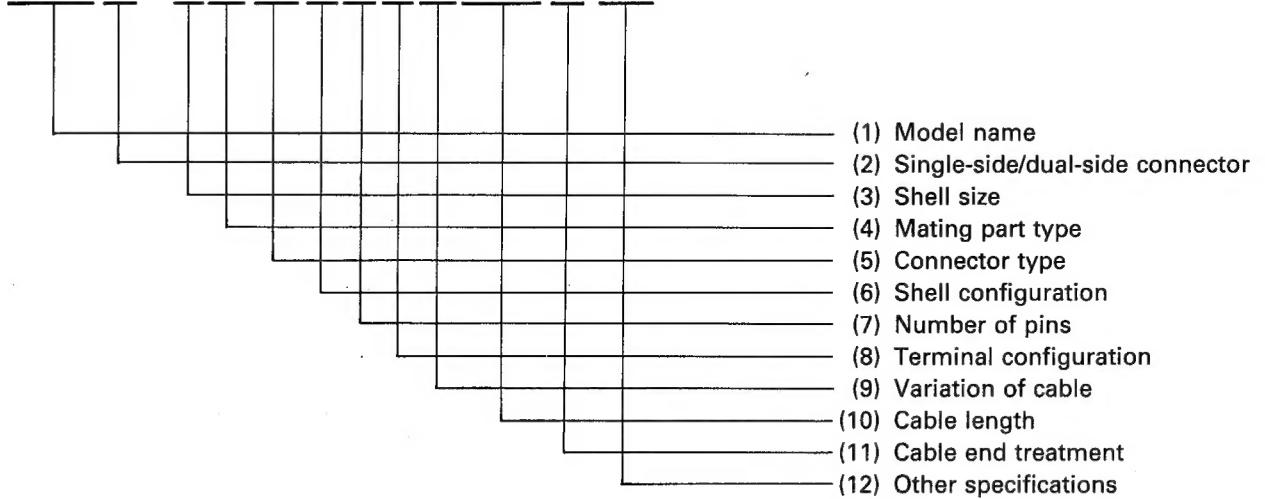 (1) Model name
(2) Single-side/dual-side connector
(3) Shell size
(4) Mating part type
(5) Connector type
(6) Shell configuration
(7) Number of pins
(8) Terminal configuration
(9) Variation of cable
(10) Cable length
(11) Cable end treatment
(12) Other specifications